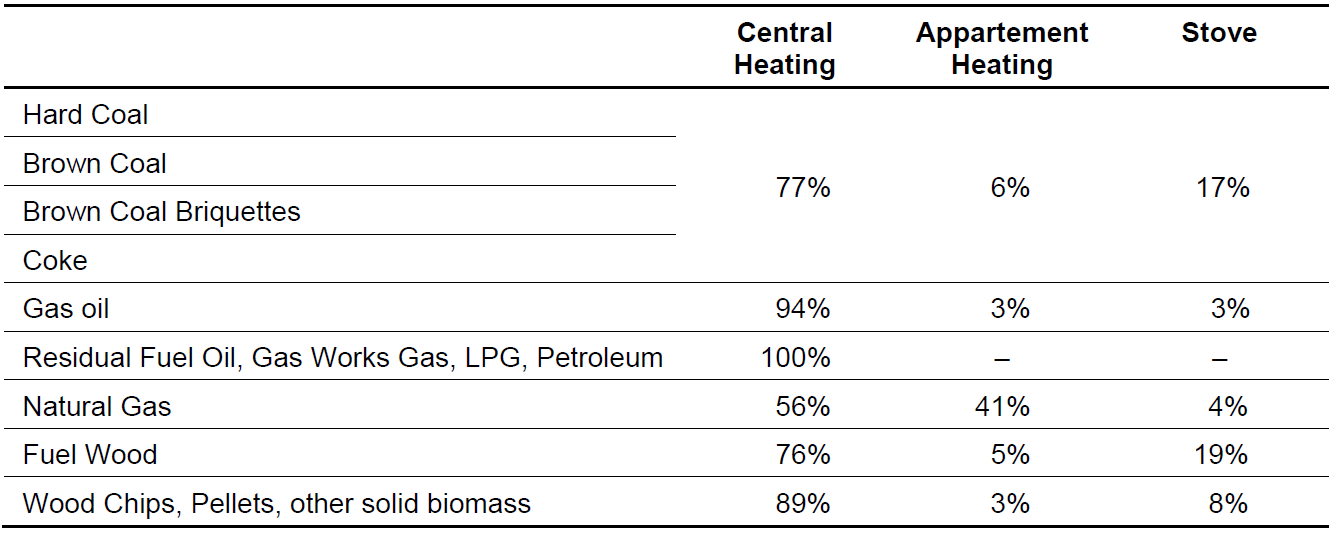 Central Heating Appartement Heating Stove
Hard Coal
Brown Coal
77% 6% 17%
Brown Coal Briquettes
Coke
Gas oil 94% 3% 3%
Residual Fuel Oil, Gas Works Gas, LPG, Petroleum 100% – –
Natural Gas 56% 41% 4%
Fuel Wood 76% 5% 19%
Wood Chips, Pellets, other solid biomass 89% 3% 8%